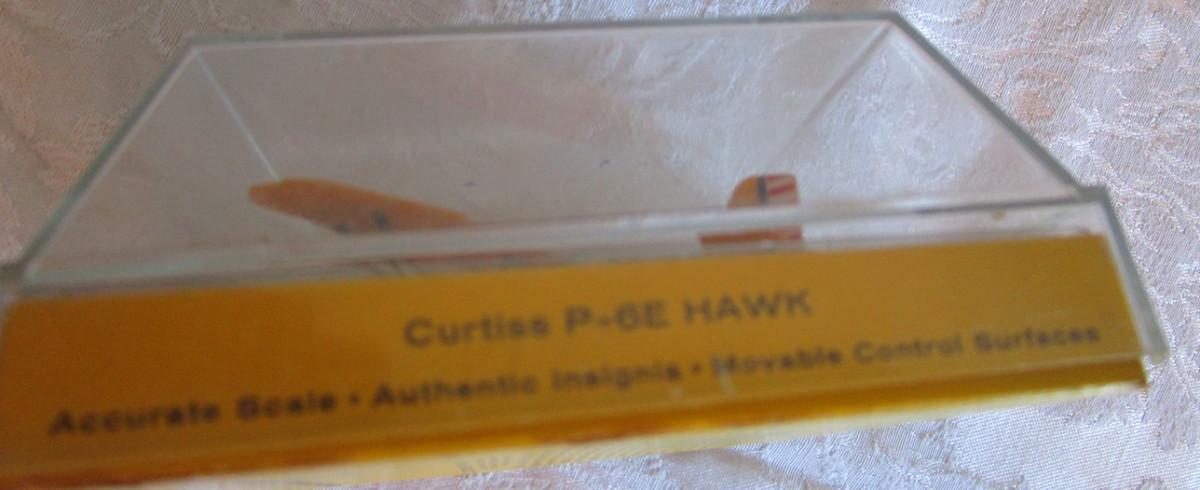 Curtiss P-6E HAWK
Accurate Scale • Authentic Insignia • Movable Control Surfaces